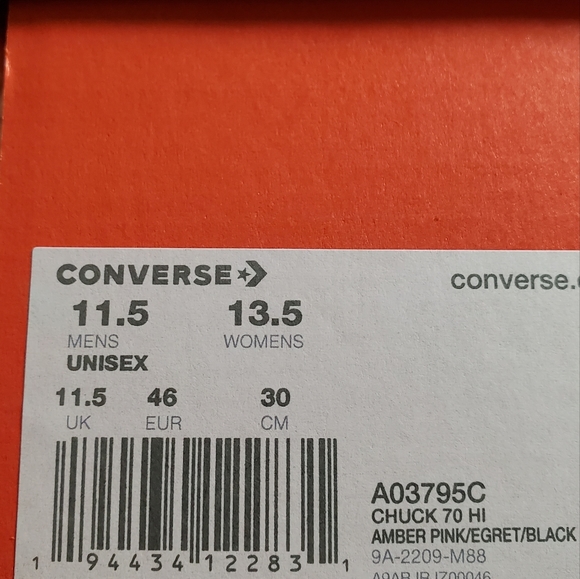 CONVERSE
converse.
11.5 13.5
MENS WOMENS
UNISEX
11.5 46 30
UK EUR CM
A03795C
CHUCK 70 HI
AMBER PINK/EGRET/BLACK
9A-2209-M88
1 94434 12283 1